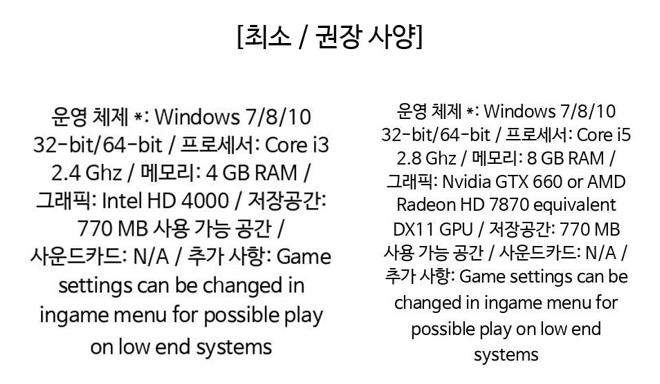 [최소 / 권장 사양]
운영 체제 *: Windows 7/8/10
32-bit/64-bit / 프로세서: Core i3
2.4 Ghz / 메모리: 4 GB RAM /
그래픽: Intel HD 4000 / 저장공간:
770 MB 사용 가능 공간 /
사운드카드: N/A / 추가 사항: Game
settings can be changed in
ingame menu for possible play
on low end systems
운영 체제 *: Windows 7/8/10
32-bit/64-bit / 프로세서: Core i5
2.8 Ghz / 메모리: 8 GB RAM /
그래픽: Nvidia GTX 660 or AMD
Radeon HD 7870 equivalent
DX11 GPU / 저장공간: 770 MB
사용 가능 공간 / 사운드카드: N/A /
추가 사항: Game settings can be
changed in ingame menu for
possible play on low end
systems